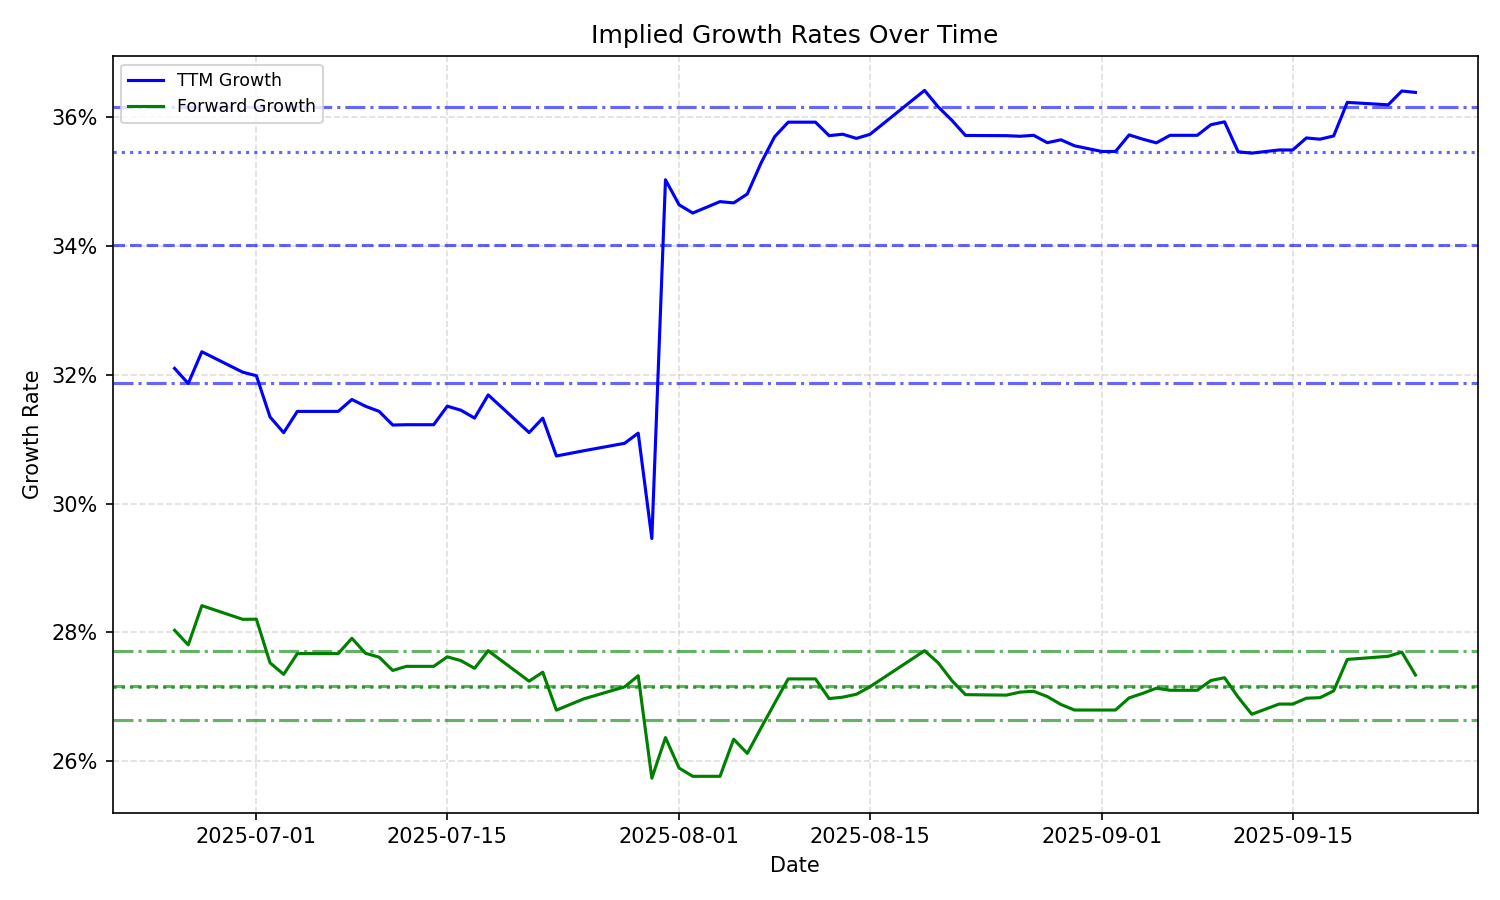 Implied Growth Rates Over Time
TTM Growth
Forward Growth
36%
34%
32%
30%
28%
26%
Growth Rate
2025-07-01
2025-07-15
2025-08-01
2025-08-15
2025-09-01
2025-09-15
Date